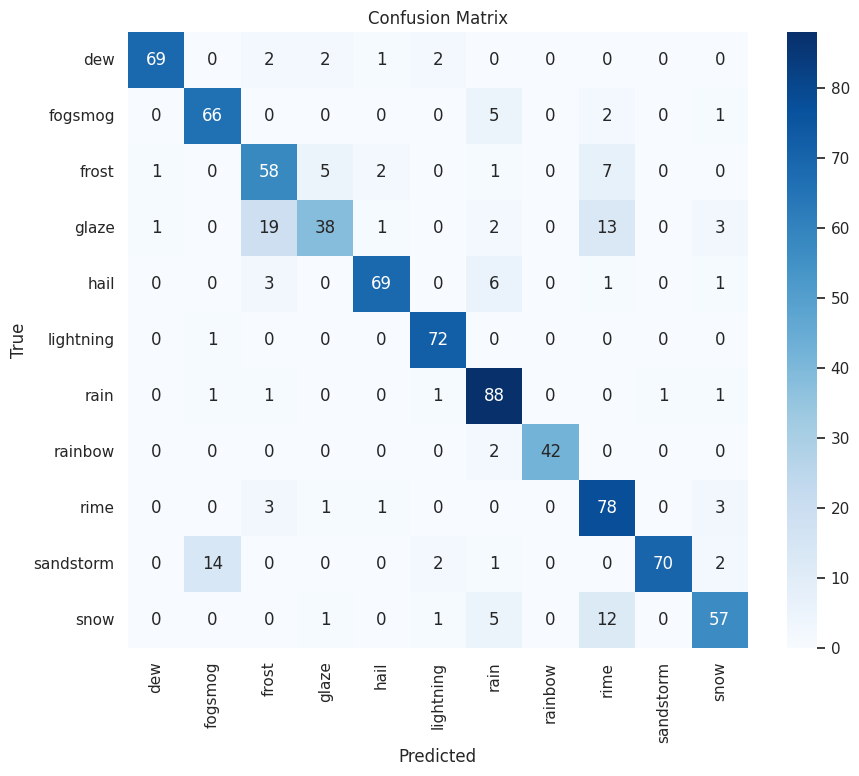 Confusion Matrix
dew 69 0 2 2 1 2 0 0 0 0 0
fogsmog 0 66 0 0 0 0 5 0 2 0 1
frost 1 0 58 5 2 0 1 0 7 0 0
glaze 1 0 19 38 1 0 2 0 13 0 3
hail 0 0 3 0 69 0 6 0 1 0 1
lightning 0 1 0 0 0 72 0 0 0 0 0
rain 0 1 1 0 0 1 88 0 0 1 1
rainbow 0 0 0 0 0 0 2 42 0 0 0
rime 0 0 3 1 1 0 0 0 78 0 3
sandstorm 0 14 0 0 0 2 1 0 0 70 2
snow 0 0 0 1 0 1 5 0 12 0 57
True
dew fogsmog frost glaze hail lightning rain rainbow rime sandstorm snow
Predicted
80
70
60
50
40
30
20
10
0